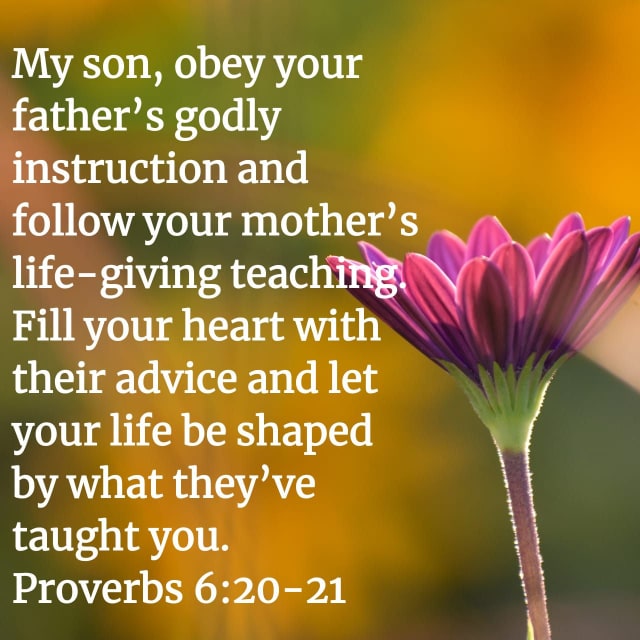 My son, obey your
father’s godly
instruction and
follow your mother’s
life-giving teaching.
Fill your heart with
their advice and let
your life be shaped
by what they’ve
taught you.
Proverbs 6:20-21